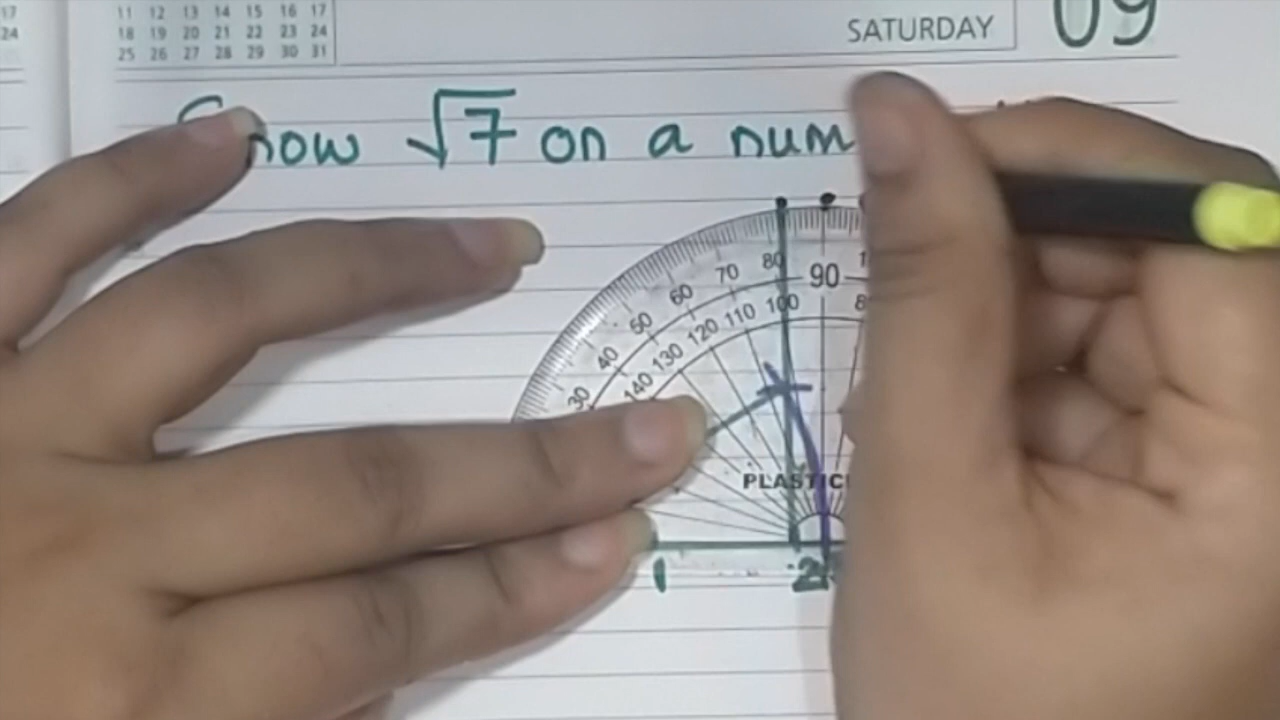 17 11 12 13 14 15 16 17
24 18 19 20 21 22 23 24
25 26 27 28 29 30 31
SATURDAY 09
√7 on a num
80 90
70 100
60 110
50 120
40 130
30 140
PLASTIC
1 2